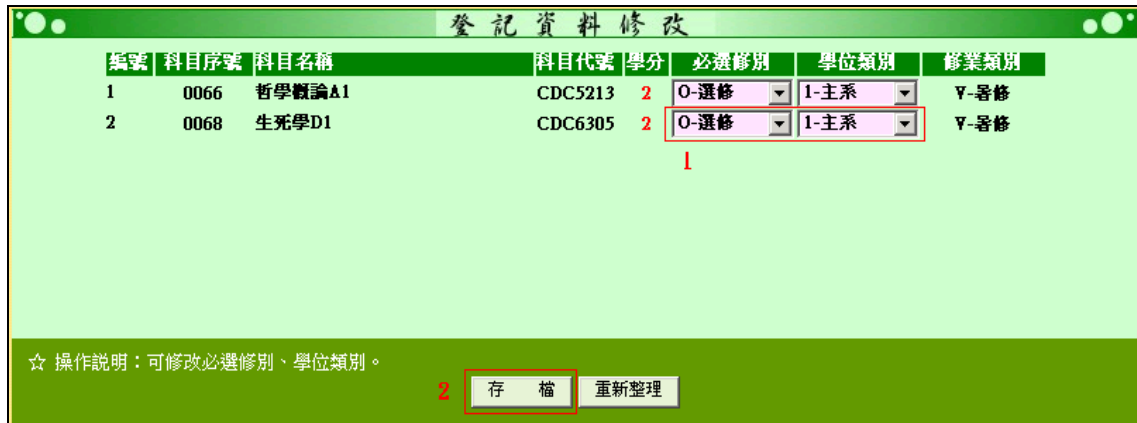 登記資料修改
編號 科目序號 科目名稱 科目代號 學分 必選修別 學位類別 修業類別
1 0066 哲學概論A1 CDC5213 2 O-選修 1-主系 V-暑修
2 0068 生死學D1 CDC6305 2 O-選修 1-主系 V-暑修
1
☆ 操作說明：可修改必選修別、學位類別。
2 存 檔 重新整理